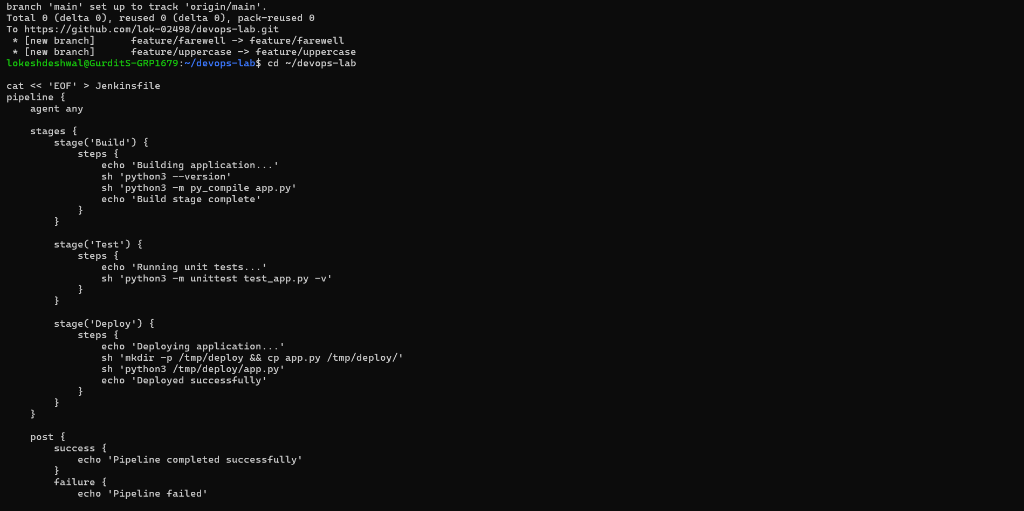 branch 'main' set up to track 'origin/main'.
Total 0 (delta 0), reused 0 (delta 0), pack-reused 0
To https://github.com/lok-02498/devops-lab.git
 * [new branch]      feature/farewell -> feature/farewell
 * [new branch]      feature/uppercase -> feature/uppercase
lokeshdeshwal@GurditS-GRP1679:~/devops-lab$ cd ~/devops-lab

cat << 'EOF' > Jenkinsfile
pipeline {
    agent any

    stages {
        stage('Build') {
            steps {
                echo 'Building application...'
                sh 'python3 --version'
                sh 'python3 -m py_compile app.py'
                echo 'Build stage complete'
            }
        }

        stage('Test') {
            steps {
                echo 'Running unit tests...'
                sh 'python3 -m unittest test_app.py -v'
            }
        }

        stage('Deploy') {
            steps {
                echo 'Deploying application...'
                sh 'mkdir -p /tmp/deploy && cp app.py /tmp/deploy/'
                sh 'python3 /tmp/deploy/app.py'
                echo 'Deployed successfully'
            }
        }
    }

    post {
        success {
            echo 'Pipeline completed successfully'
        }
        failure {
            echo 'Pipeline failed'